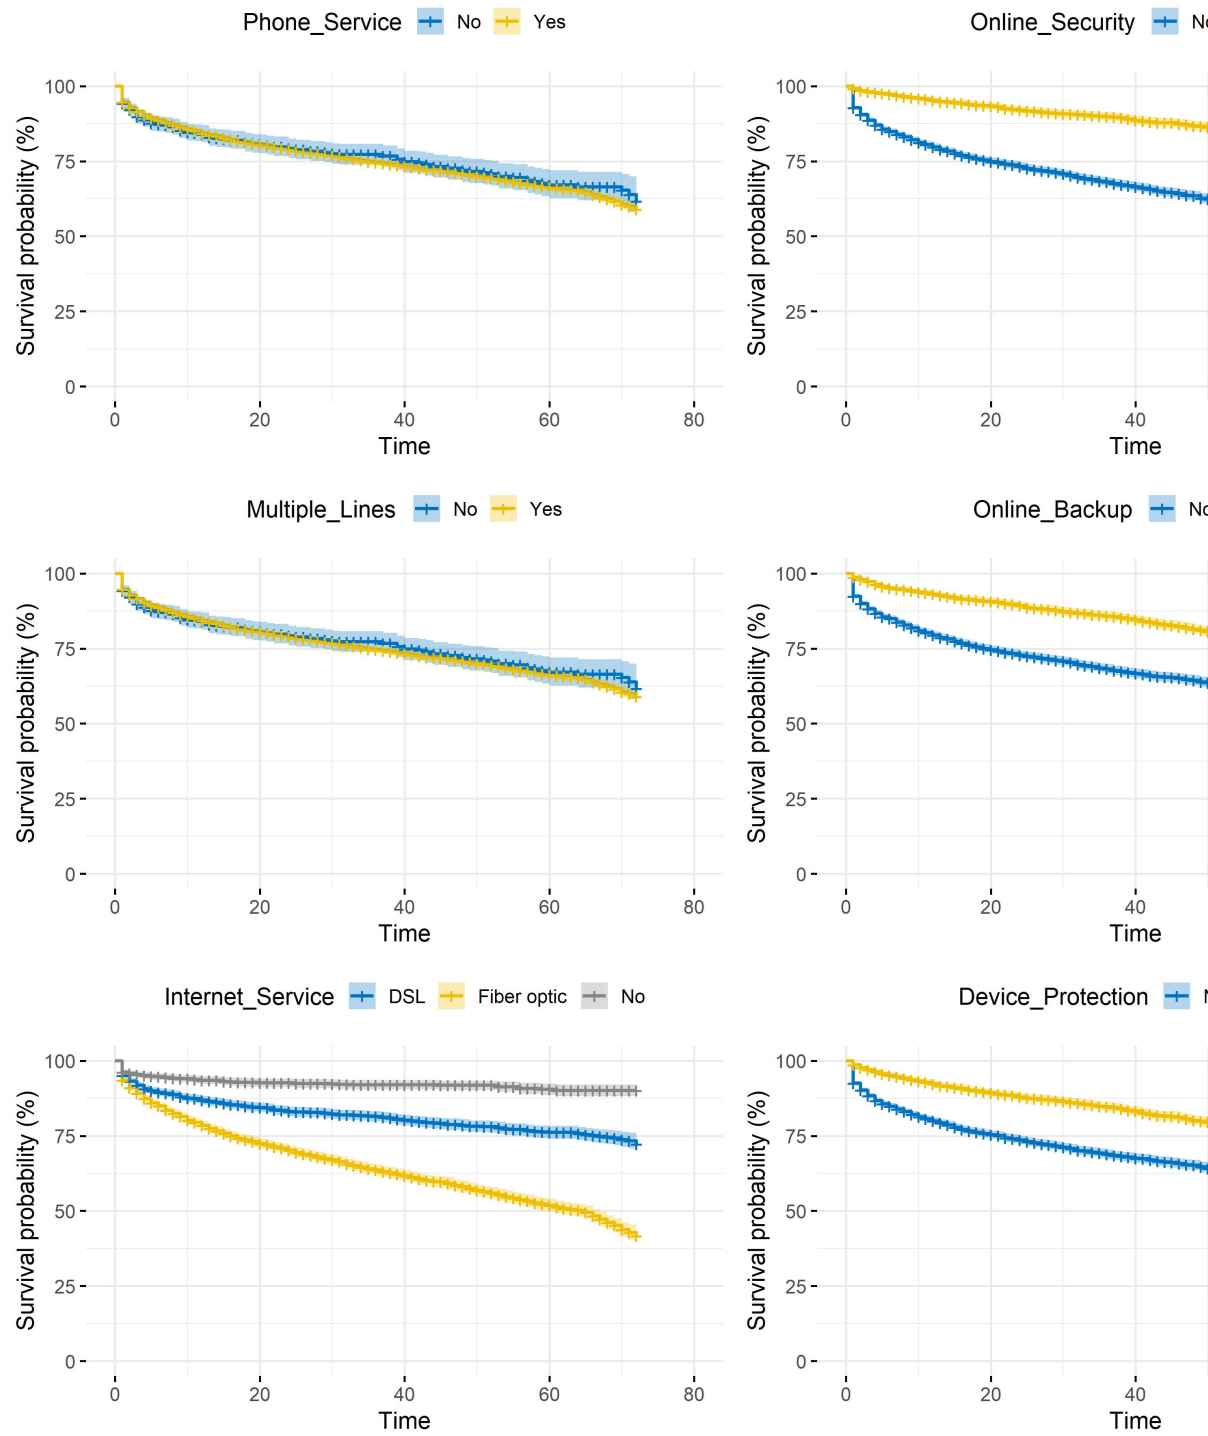 Phone_Service No Yes
Survival probability (%)
100
75
50
25
0
0 20 40 60 80
Time
Online_Security No
Survival probability (%)
100
75
50
25
0
0 20 40
Time
Multiple_Lines No Yes
Survival probability (%)
100
75
50
25
0
0 20 40 60 80
Time
Online_Backup No
Survival probability (%)
100
75
50
25
0
0 20 40
Time
Internet_Service DSL Fiber optic No
Survival probability (%)
100
75
50
25
0
0 20 40 60 80
Time
Device_Protection
Survival probability (%)
100
75
50
25
0
0 20 40
Time